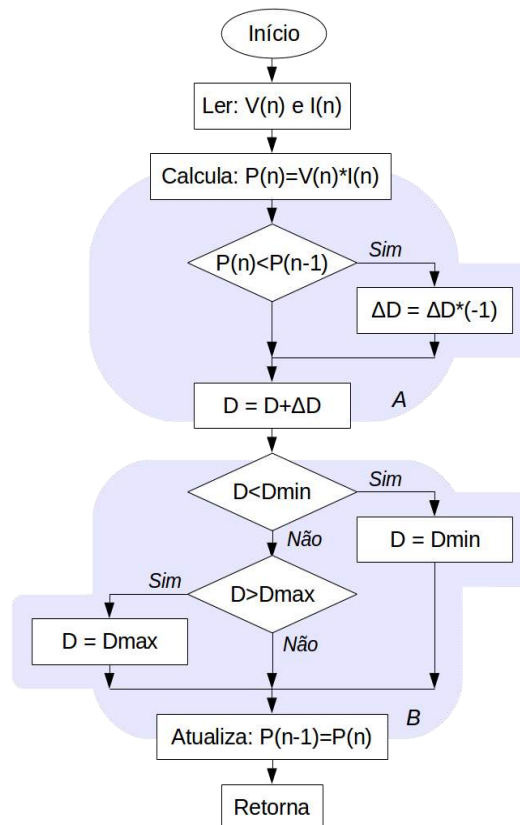 Início
Ler: V(n) e I(n)
Calcula: P(n)=V(n)*I(n)
P(n)<P(n-1)
Sim
ΔD = ΔD*(-1)
D = D+ΔD
A
D<Dmin
Sim
Não
D = Dmin
D>Dmax
Sim
Não
D = Dmax
B
Atualiza: P(n-1)=P(n)
Retorna